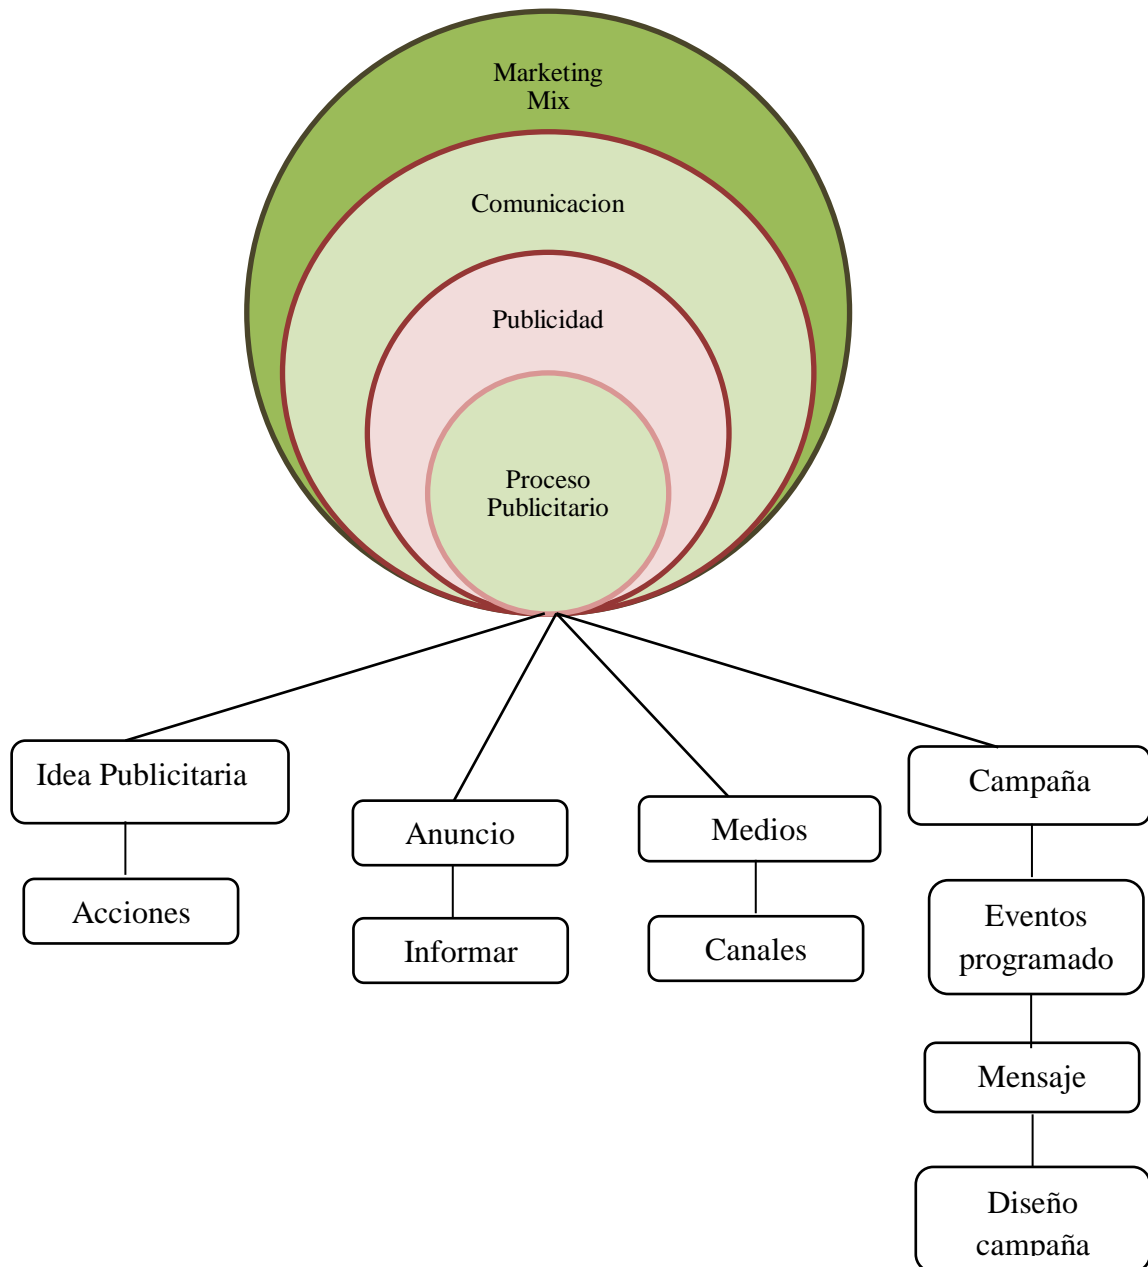 Marketing
Mix
Comunicacion
Publicidad
Proceso
Publicitario
Idea Publicitaria
Acciones
Anuncio
Informar
Medios
Canales
Campaña
Eventos
programado
Mensaje
Diseño
campaña